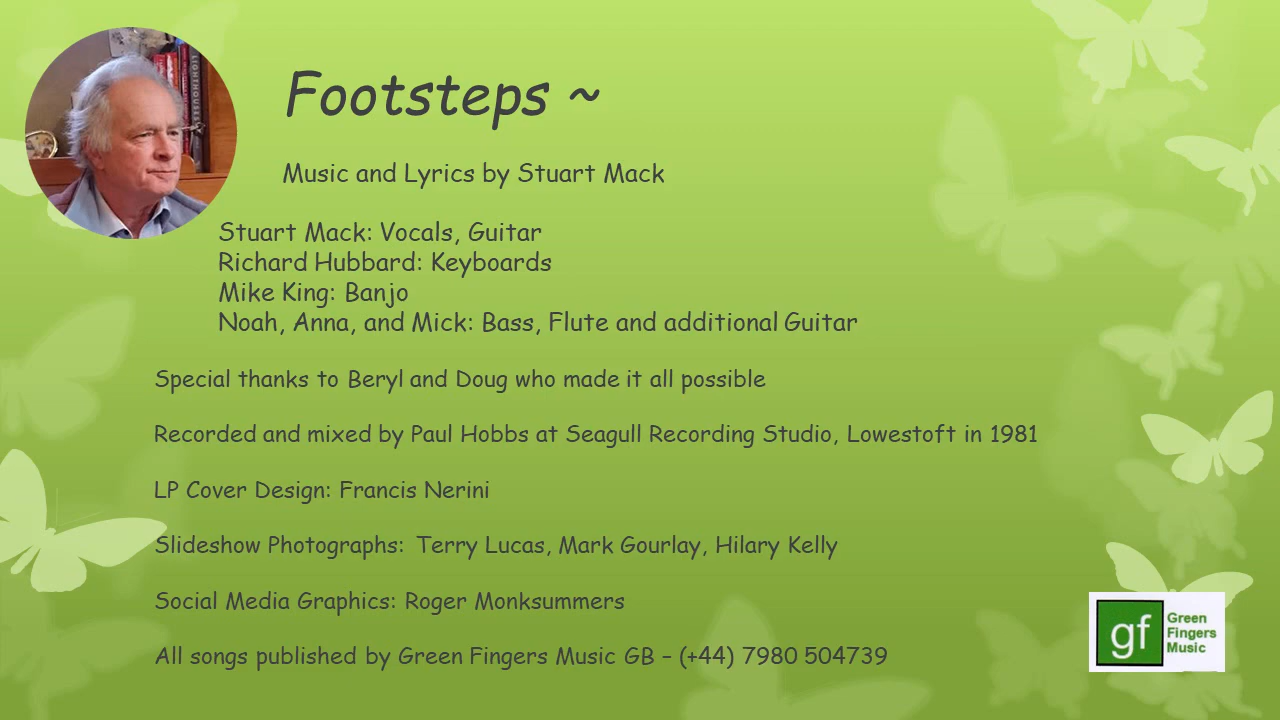 LIGHTHOUSES
Footsteps ~
Music and Lyrics by Stuart Mack
Stuart Mack: Vocals, Guitar
Richard Hubbard: Keyboards
Mike King: Banjo
Noah, Anna, and Mick: Bass, Flute and additional Guitar
Special thanks to Beryl and Doug who made it all possible
Recorded and mixed by Paul Hobbs at Seagull Recording Studio, Lowestoft in 1981
LP Cover Design: Francis Nerini
Slideshow Photographs: Terry Lucas, Mark Gourlay, Hilary Kelly
Social Media Graphics: Roger Monksummers
All songs published by Green Fingers Music GB – (+44) 7980 504739
gf
Green
Fingers
Music